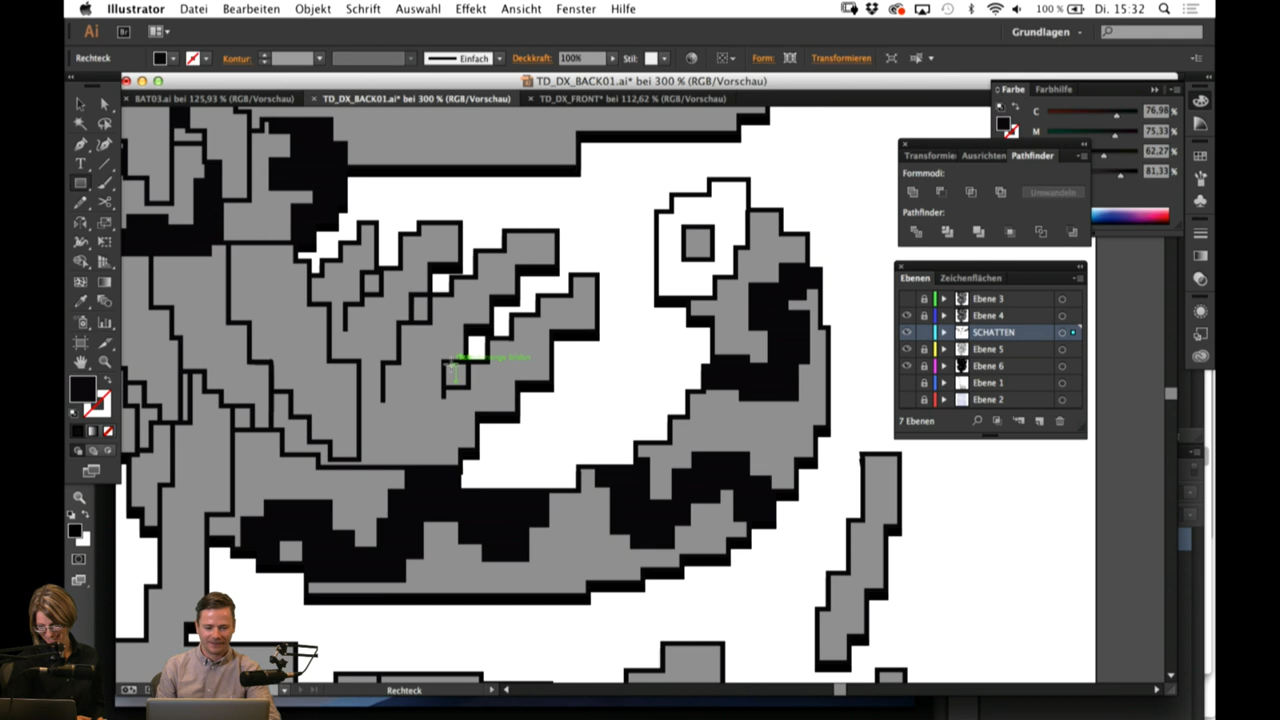 Illustrator Datei Bearbeiten Objekt Schrift Auswahl Effekt Ansicht Fenster Hilfe 100 % Di. 15:32
Ai Br Grundlagen
Rechteck Kontur: Einfach Deckkraft: 100% Stil: Form: Transformieren
TD_DX_BACK01.ai* bei 300 % (RGB/Vorschau)
BAT03.ai bei 125,93 % (RGB/Vorschau) TD_DX_BACK01.ai* bei 300 % (RGB/Vorschau) TD_DX_FRONT* bei 112,62 % (RGB/Vorschau)
Farbe Farbhilfe
C 76,98 %
M 75,33 %
62,27 %
81,33 %
Transformie Ausrichten Pathfinder
Formmodi:
Umwandeln
Pathfinder:
Ebenen Zeichenflächen
Ebene 3
Ebene 4
SCHATTEN
Ebene 5
Ebene 6
Ebene 1
Ebene 2
7 Ebenen
Rechteck